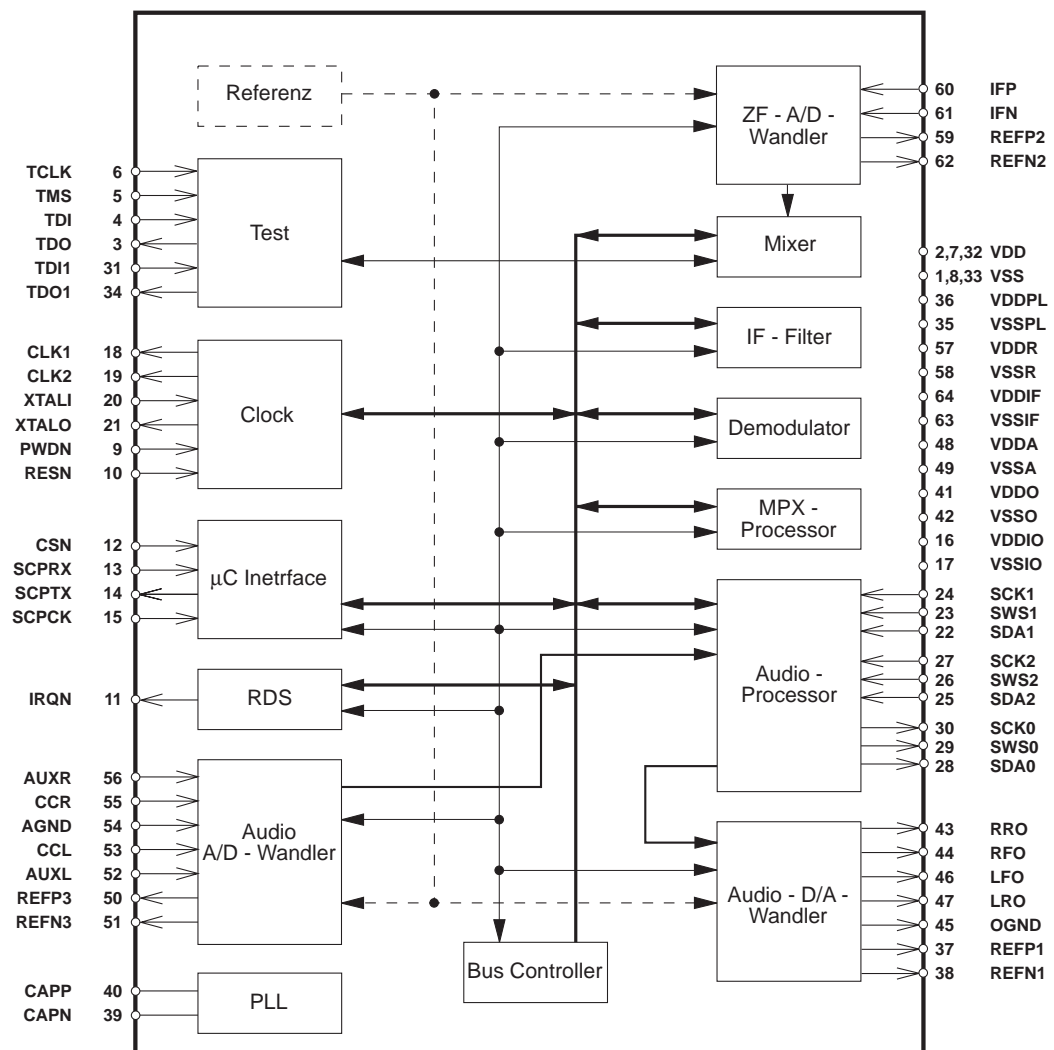 Referenz
ZF - A/D -
Wandler
60 IFP
61 IFN
59 REFP2
62 REFN2
TCLK 6
TMS 5
TDI 4
TDO 3
TDI1 31
TDO1 34
Test
Mixer
2,7,32 VDD
1,8,33 VSS
36 VDDPL
35 VSSPL
57 VDDR
58 VSSR
64 VDDIF
63 VSSIF
48 VDDA
49 VSSA
41 VDDO
42 VSSO
16 VDDIO
17 VSSIO
IF - Filter
CLK1 18
CLK2 19
XTALI 20
XTALO 21
PWDN 9
RESN 10
Clock
Demodulator
MPX -
Processor
CSN 12
SCPRX 13
SCPTX 14
SCPCK 15
µC Inetrface
24 SCK1
23 SWS1
22 SDA1
27 SCK2
26 SWS2
25 SDA2
30 SCK0
29 SWS0
28 SDA0
Audio -
Processor
IRQN 11
RDS
AUXR 56
CCR 55
AGND 54
CCL 53
AUXL 52
REFP3 50
REFN3 51
Audio
A/D - Wandler
Audio - D/A -
Wandler
43 RRO
44 RFO
46 LFO
47 LRO
45 OGND
37 REFP1
38 REFN1
Bus Controller
CAPP 40
CAPN 39
PLL